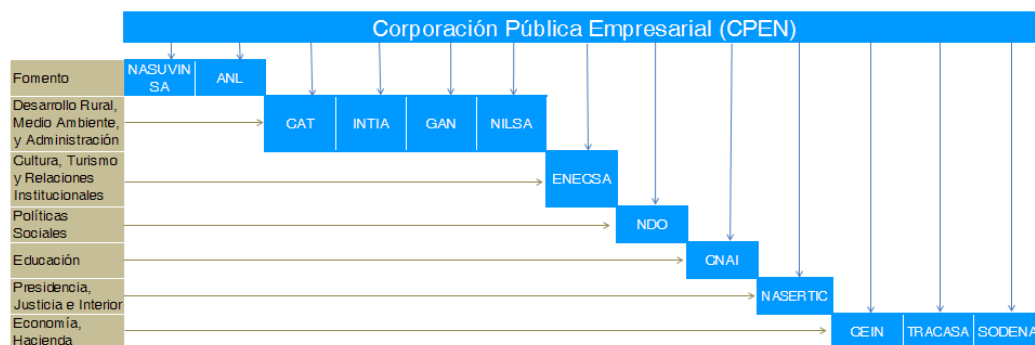 Corporación Pública Empresarial (CPEN)
Fomento
NASUVIN
SA
ANL
Desarrollo Rural,
Medio Ambiente,
y Administración
CAT
INTIA
GAN
NILSA
Cultura, Turismo
y Relaciones
Institucionales
ENECSA
Políticas
Sociales
NDO
Educación
CNAI
Presidencia,
Justicia e Interior
NASERTIC
Economía,
Hacienda
CEIN
TRACASA
SODENA